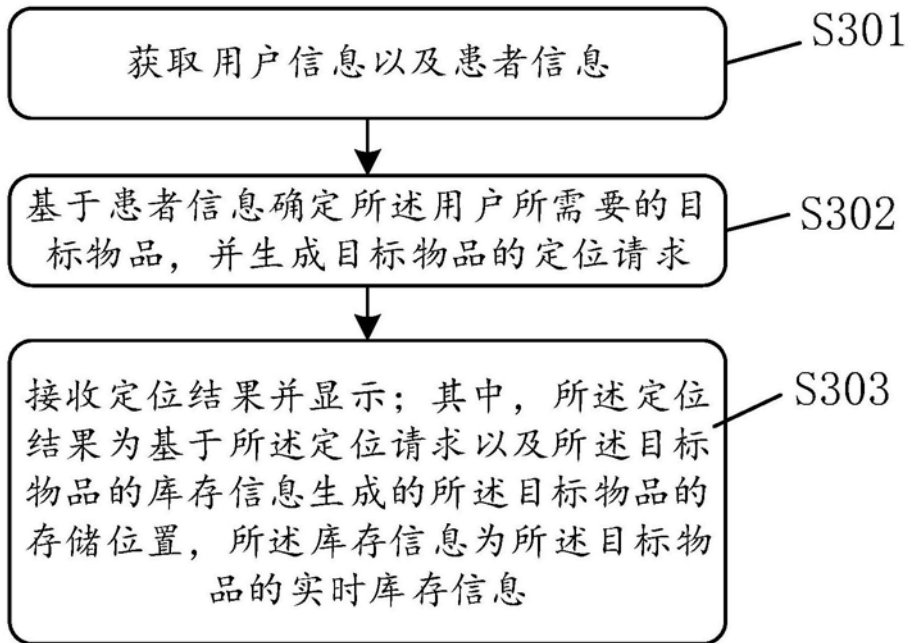 获取用户信息以及患者信息
S301
基于患者信息确定所述用户所需要的目
标物品，并生成目标物品的定位请求
S302
接收定位结果并显示；其中，所述定位
结果为基于所述定位请求以及所述目标
物品的库存信息生成的所述目标物品的
存储位置，所述库存信息为所述目标物
品的实时库存信息
S303